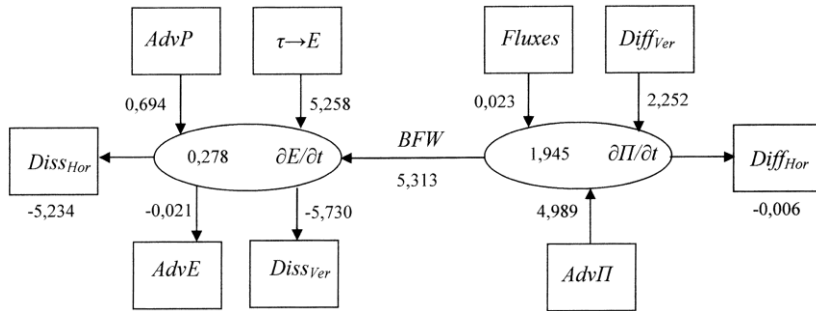 AdvP
τ→E
Fluxes
Diff_Ver
0,694
5,258
0,023
2,252
Diss_Hor
0,278 ∂E/∂t
BFW
5,313
1,945 ∂Π/∂t
Diff_Hor
-5,234
-0,021
-5,730
4,989
-0,006
AdvE
Diss_Ver
AdvΠ